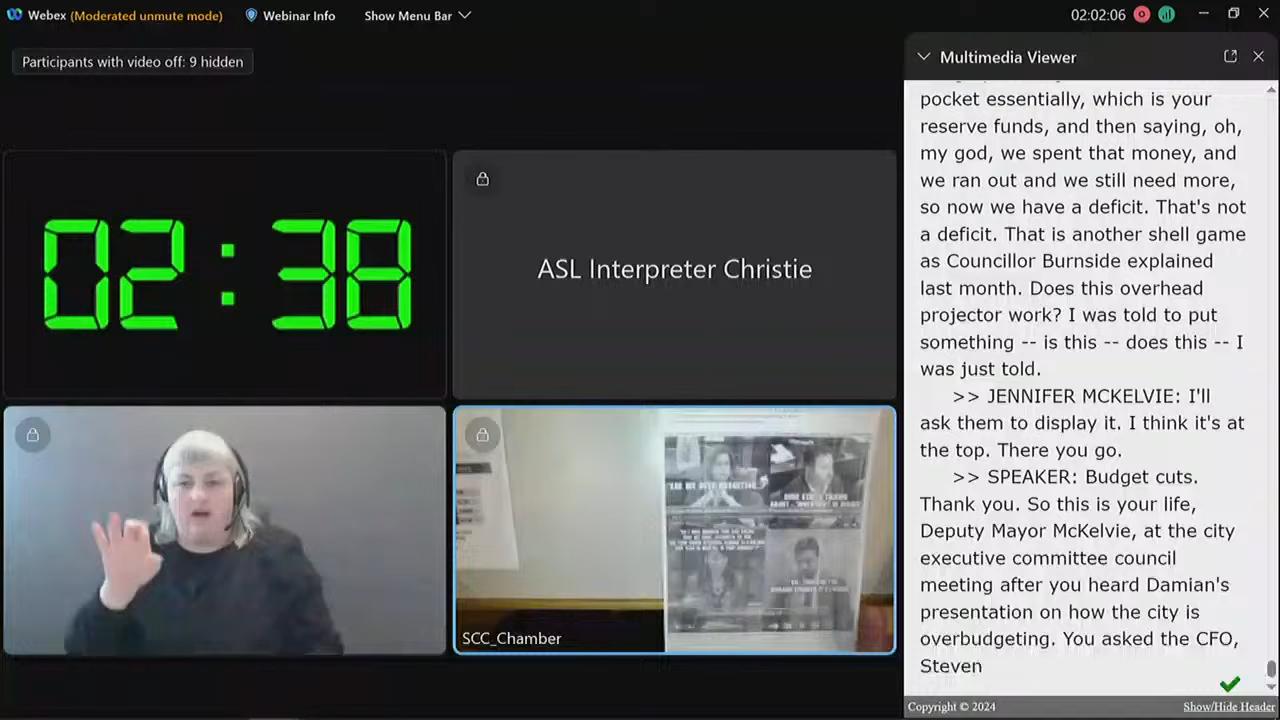 Webex (Moderated unmute mode)
Webinar Info
Show Menu Bar
02:02:06
Participants with video off: 9 hidden
02:38
ASL Interpreter Christie
SCC_Chamber
Multimedia Viewer
pocket essentially, which is your
reserve funds, and then saying, oh,
my god, we spent that money, and
we ran out and we still need more,
so now we have a deficit. That's not
a deficit. That is another shell game
as Councillor Burnside explained
last month. Does this overhead
projector work? I was told to put
something -- is this -- does this -- I
was just told.
>> JENNIFER MCKELVIE: I'll
ask them to display it. I think it's at
the top. There you go.
>> SPEAKER: Budget cuts.
Thank you. So this is your life,
Deputy Mayor McKelvie, at the city
executive committee council
meeting after you heard Damian's
presentation on how the city is
overbudgeting. You asked the CFO,
Steven
Copyright © 2024
Show/Hide Header